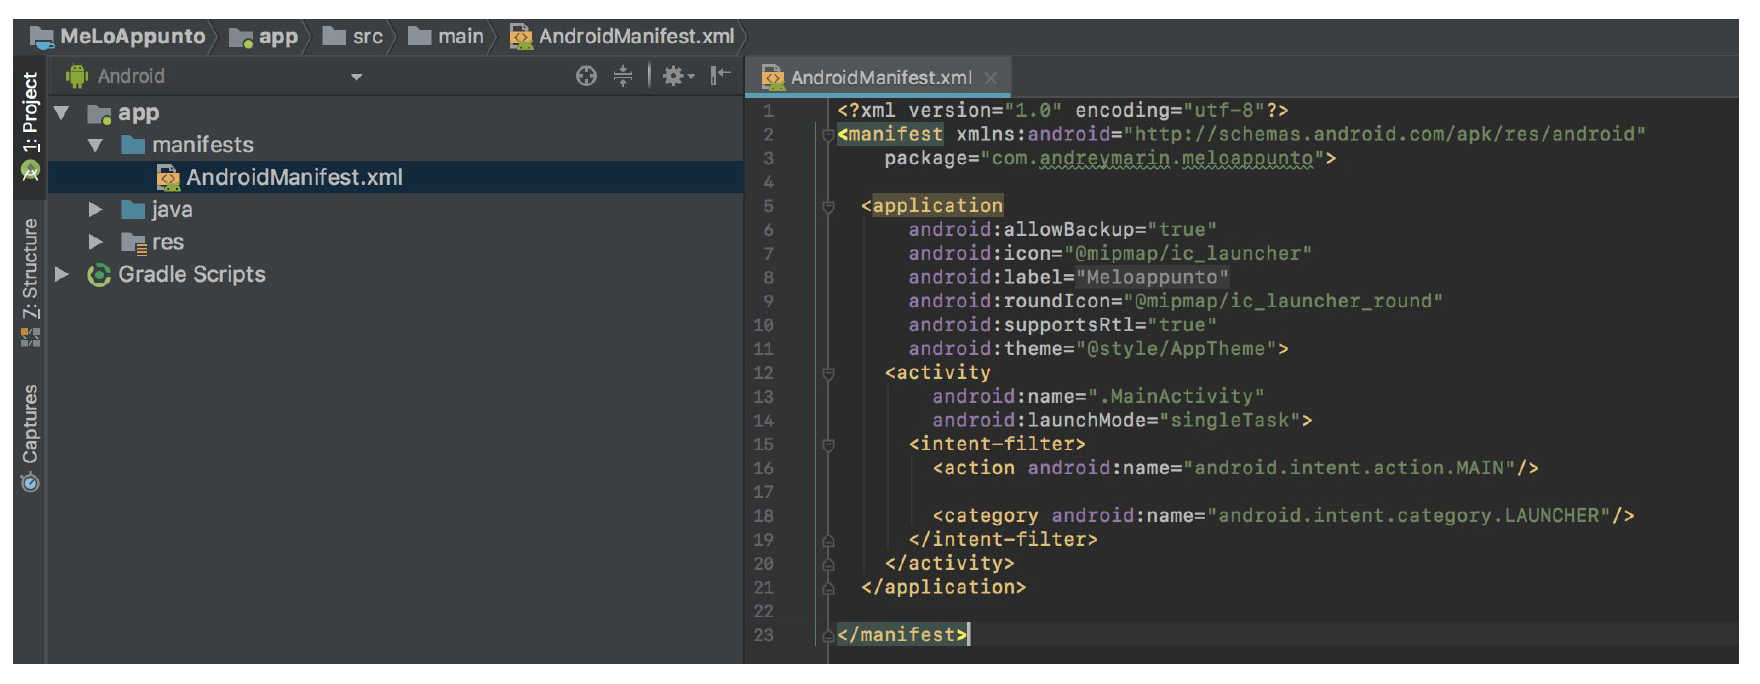 MeLoAppunto app src main AndroidManifest.xml
1: Project
Z: Structure
Captures
Android
app
manifests
AndroidManifest.xml
java
res
Gradle Scripts
AndroidManifest.xml
1 <?xml version="1.0" encoding="utf-8"?>
2 <manifest xmlns:android="http://schemas.android.com/apk/res/android"
3 package="com.andreymarin.meloappunto">
4
5 <application
6 android:allowBackup="true"
7 android:icon="@mipmap/ic_launcher"
8 android:label="Meloappunto"
9 android:roundIcon="@mipmap/ic_launcher_round"
10 android:supportsRtl="true"
11 android:theme="@style/AppTheme">
12 <activity
13 android:name=".MainActivity"
14 android:launchMode="singleTask">
15 <intent-filter>
16 <action android:name="android.intent.action.MAIN"/>
17
18 <category android:name="android.intent.category.LAUNCHER"/>
19 </intent-filter>
20 </activity>
21 </application>
22
23 </manifest>